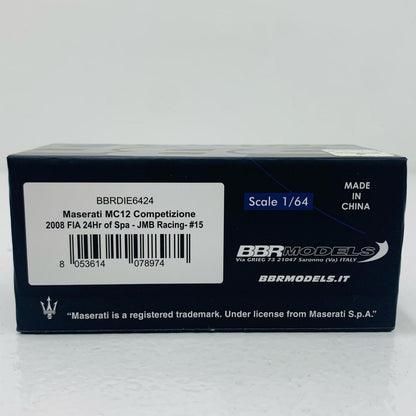 BBRDIE6424
Maserati MC12 Competizione
2008 FIA 24Hr of Spa - JMB Racing- #15
8 053614 078974
Scale 1/64
MADE
IN
CHINA
BBRMODELS
Via GRIEG 73 21047 Saronno (Va) ITALY
BBRMODELS.IT
"Maserati is a registered trademark. Under license from Maserati S.p.A."